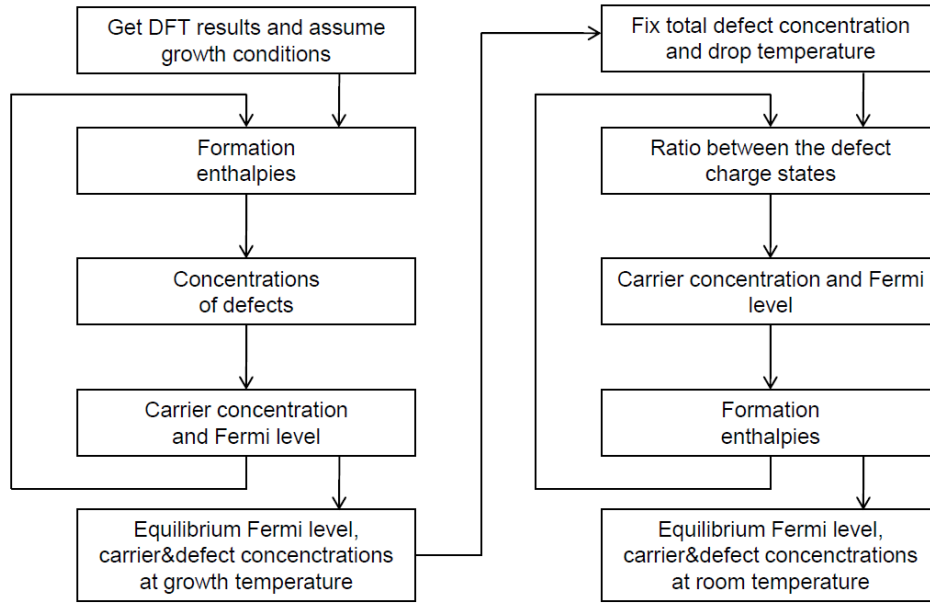 Get DFT results and assume
growth conditions
Formation
enthalpies
Concentrations
of defects
Carrier concentration
and Fermi level
Equilibrium Fermi level,
carrier&defect concenctrations
at growth temperature
Fix total defect concentration
and drop temperature
Ratio between the defect
charge states
Carrier concentration and Fermi
level
Formation
enthalpies
Equilibrium Fermi level,
carrier&defect concenctrations
at room temperature